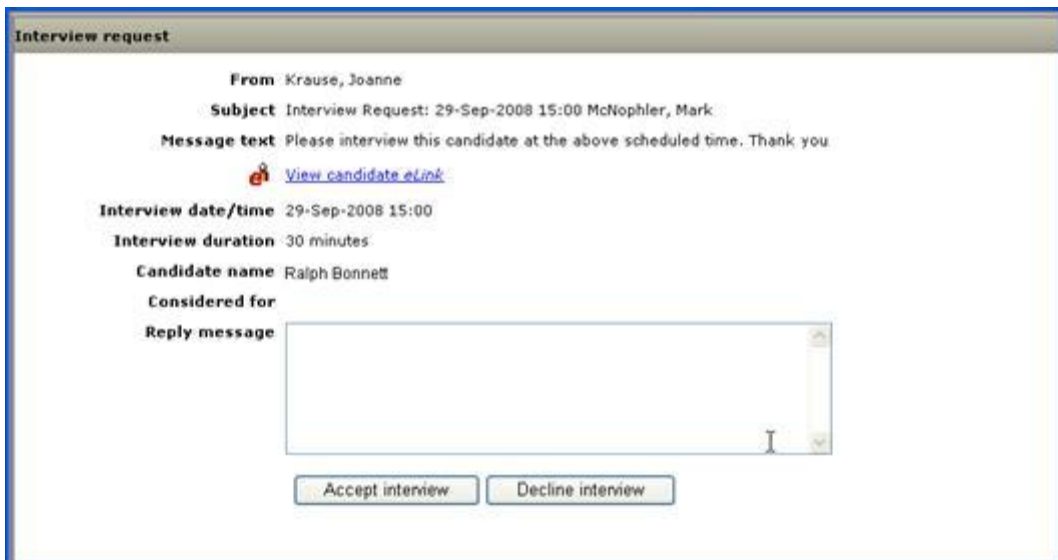 Interview request
From Krause, Joanne
Subject Interview Request: 29-Sep-2008 15:00 McNophler, Mark
Message text Please interview this candidate at the above scheduled time. Thank you
View candidate eLink
Interview date/time 29-Sep-2008 15:00
Interview duration 30 minutes
Candidate name Ralph Bonnett
Considered for
Reply message
Accept interview Decline interview